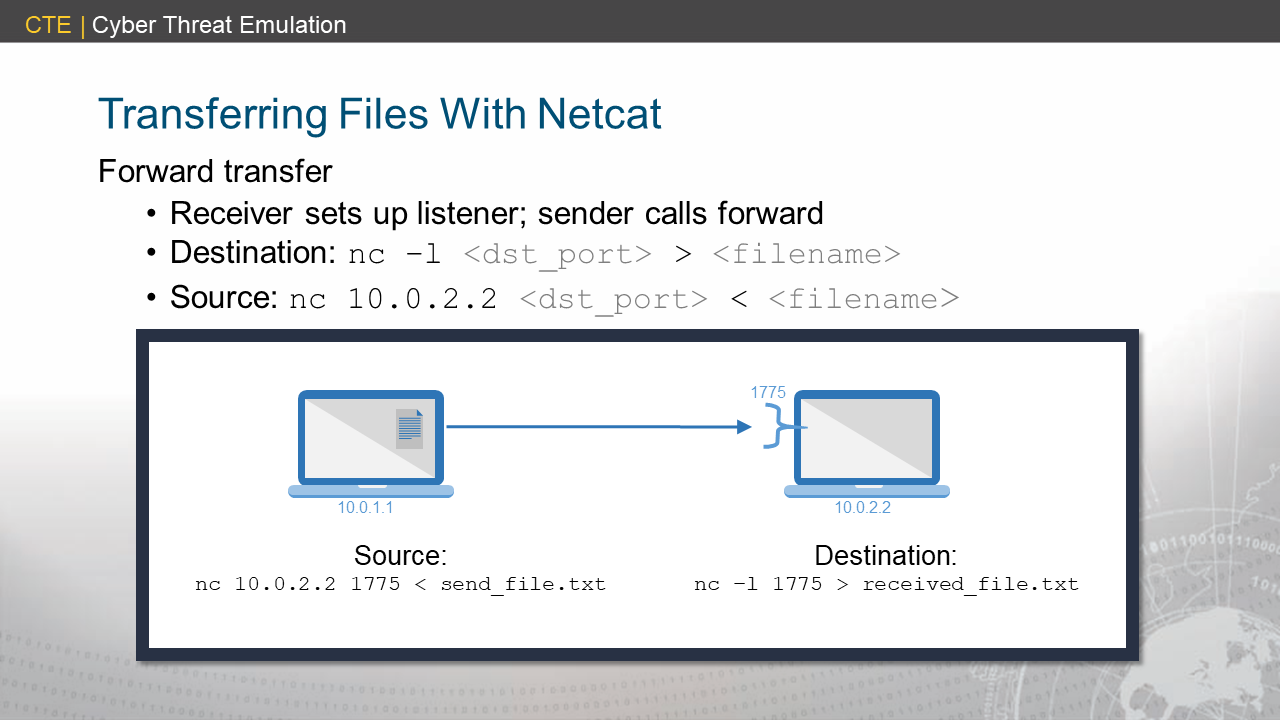 CTE | Cyber Threat Emulation
Transferring Files With Netcat
Forward transfer
• Receiver sets up listener; sender calls forward
• Destination: nc –l <dst_port> > <filename>
• Source: nc 10.0.2.2 <dst_port> < <filename>
1775
10.0.1.1
10.0.2.2
Source:
nc 10.0.2.2 1775 < send_file.txt
Destination:
nc –l 1775 > received_file.txt